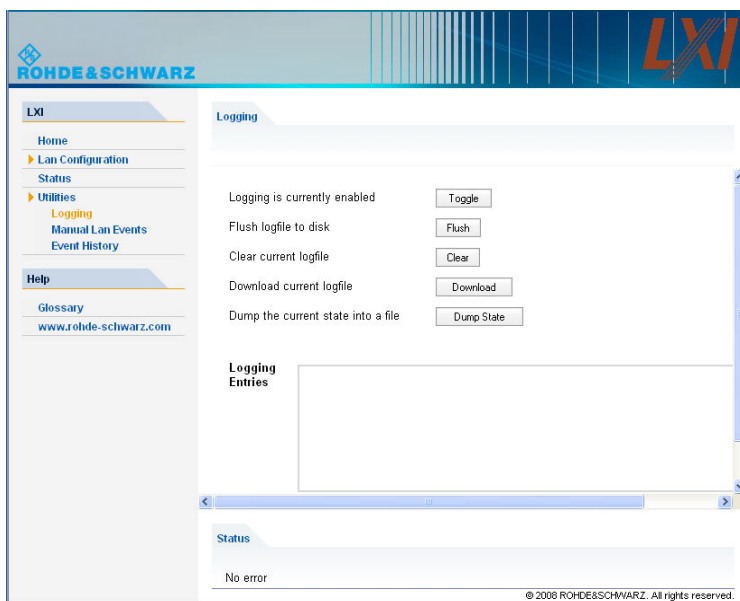 ROHDE&SCHWARZ
LXI
LXI
Home
Lan Configuration
Status
Utilities
Logging
Manual Lan Events
Event History
Help
Glossary
www.rohde-schwarz.com
Logging
Logging is currently enabled
Toggle
Flush logfile to disk
Flush
Clear current logfile
Clear
Download current logfile
Download
Dump the current state into a file
Dump State
Logging
Entries
Status
No error
© 2008 ROHDE&SCHWARZ. All rights reserved.